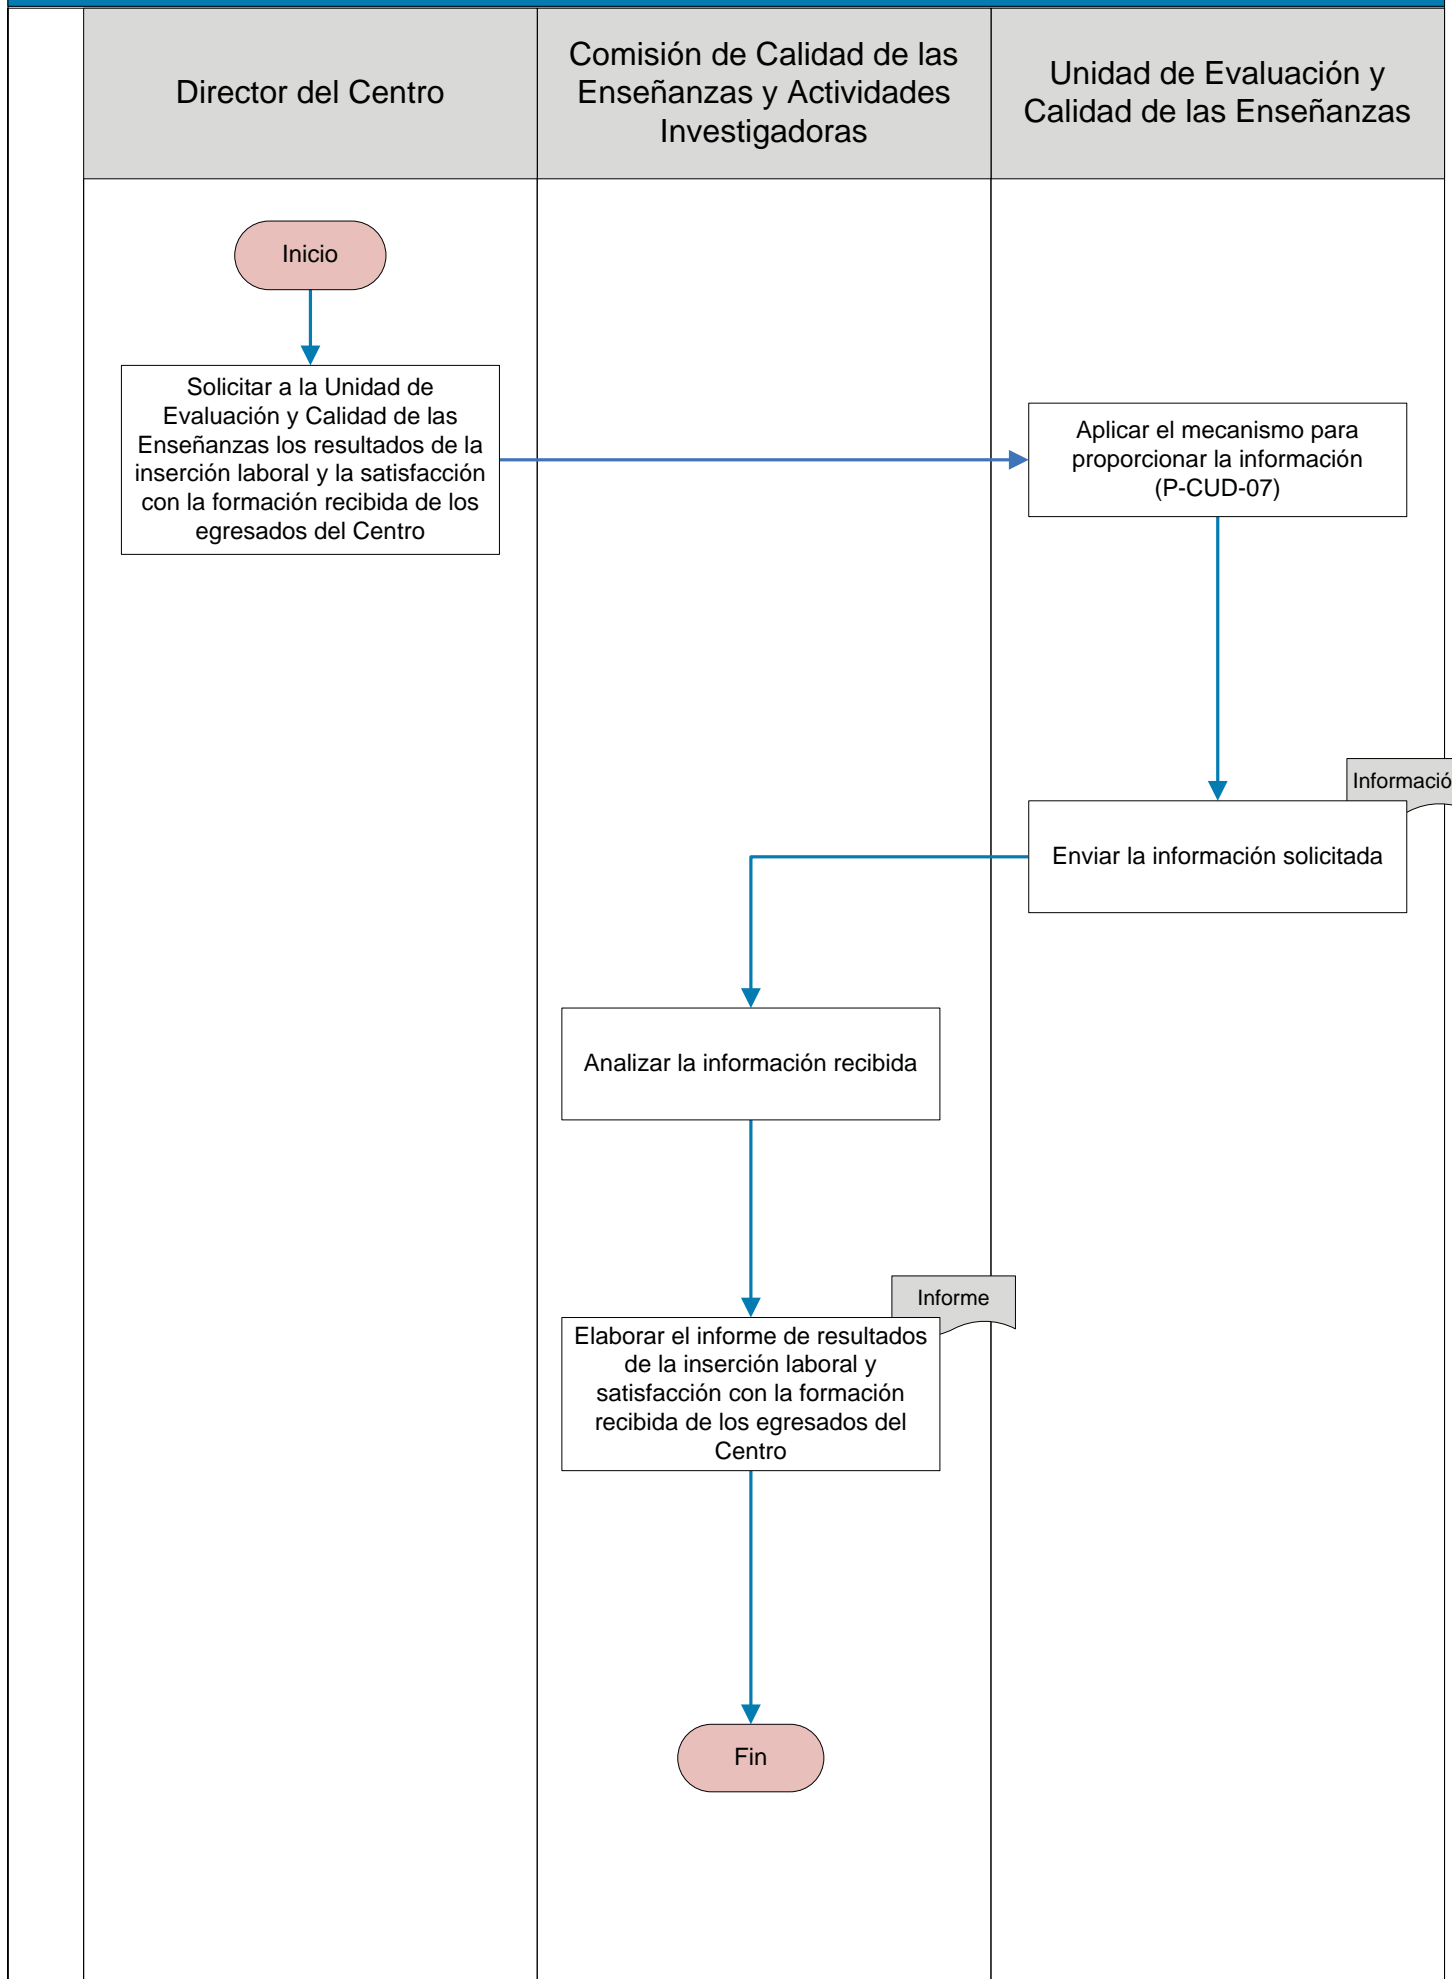 Director del Centro
Comisión de Calidad de las
Enseñanzas y Actividades
Investigadoras
Unidad de Evaluación y
Calidad de las Enseñanzas
Inicio
Solicitar a la Unidad de
Evaluación y Calidad de las
Enseñanzas los resultados de la
inserción laboral y la satisfacción
con la formación recibida de los
egresados del Centro
Aplicar el mecanismo para
proporcionar la información
(P-CUD-07)
Informació
Enviar la información solicitada
Analizar la información recibida
Informe
Elaborar el informe de resultados
de la inserción laboral y
satisfacción con la formación
recibida de los egresados del
Centro
Fin